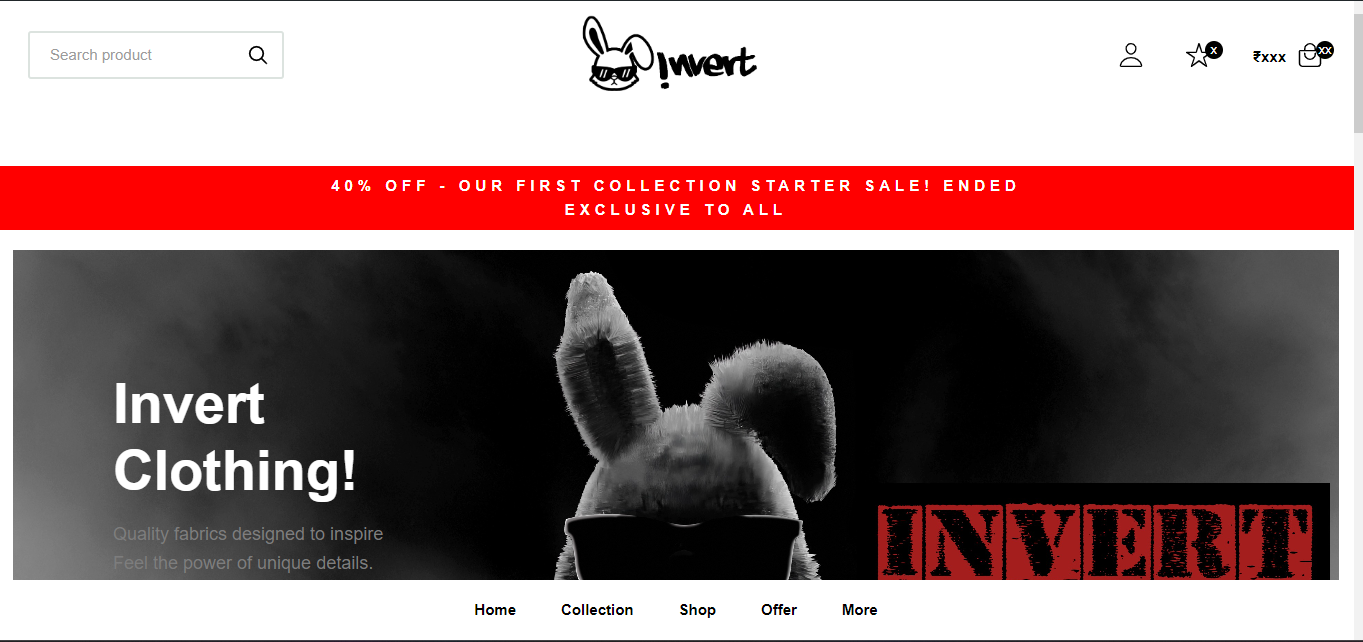 Search product
invert
x
₹xxx
xx
40% OFF - OUR FIRST COLLECTION STARTER SALE! ENDED
EXCLUSIVE TO ALL
Invert
Clothing!
Quality fabrics designed to inspire
Feel the power of unique details.
INVERT
Home Collection Shop Offer More